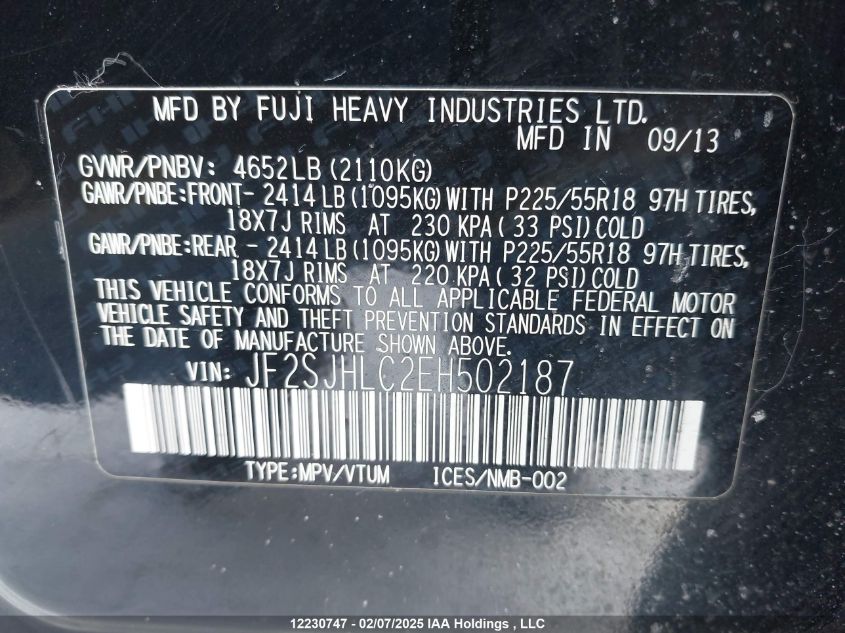 MFD BY FUJI HEAVY INDUSTRIES LTD.
MFD IN 09/13
GVWR/PNBV: 4652LB (2110KG)
GAWR/PNBE:FRONT- 2414 LB (1095KG) WITH P225/55R18 97H TIRES,
18X7J RIMS AT 230 KPA ( 33 PSI) COLD
GAWR/PNBE:REAR - 2414 LB (1095KG) WITH P225/55R18 97H TIRES,
18X7J RIMS AT 220 KPA ( 32 PSI) COLD
THIS VEHICLE CONFORMS TO ALL APPLICABLE FEDERAL MOTOR
VEHICLE SAFETY AND THEFT PREVENTION STANDARDS IN EFFECT ON
THE DATE OF MANUFACTURE SHOWN ABOVE.
VIN: JF2SJHLC2EH502187
TYPE:MPV/VTUM ICES/NMB-002
12230747 - 02/07/2025 IAA Holdings , LLC